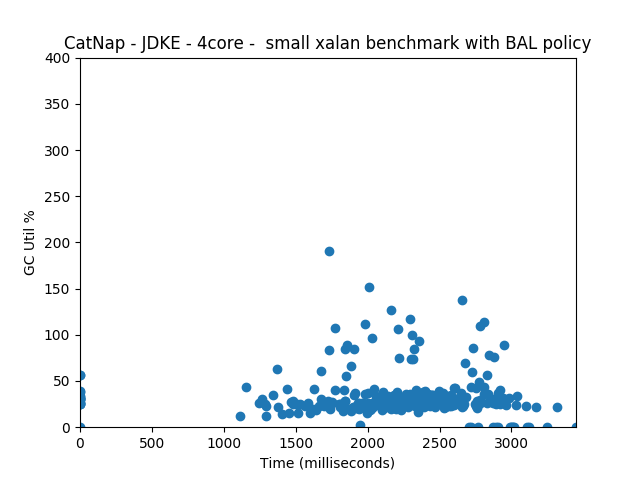 CatNap - JDKE - 4core -  small xalan benchmark with BAL policy
400
350
300
250
200
150
100
50
0
GC Util %
0 500 1000 1500 2000 2500 3000
Time (milliseconds)